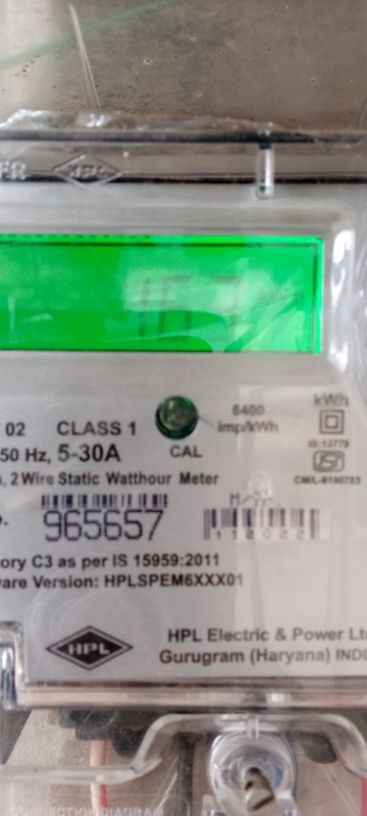 02 CLASS 1
50 Hz, 5-30A
CAL
6400
imp/kWh
kWh
IS:13779
2 Wire Static Watthour Meter
965657
ory C3 as per IS 15959:2011
are Version: HPLSPEM6XXX01
HPL
HPL Electric & Power Lt
Gurugram (Haryana) INDI
CONNECTION DIAGRAM